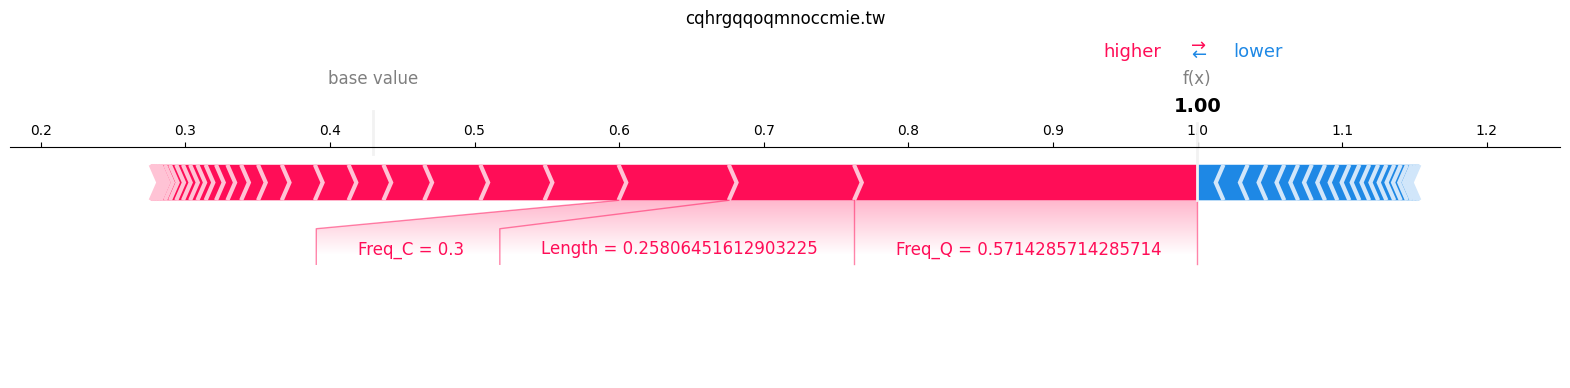 cqhrgqqoqmnoccmie.tw
higher → ← lower
base value f(x)
1.00
0.2 0.3 0.4 0.5 0.6 0.7 0.8 0.9 1.0 1.1 1.2
Freq_C = 0.3 Length = 0.25806451612903225 Freq_Q = 0.5714285714285714